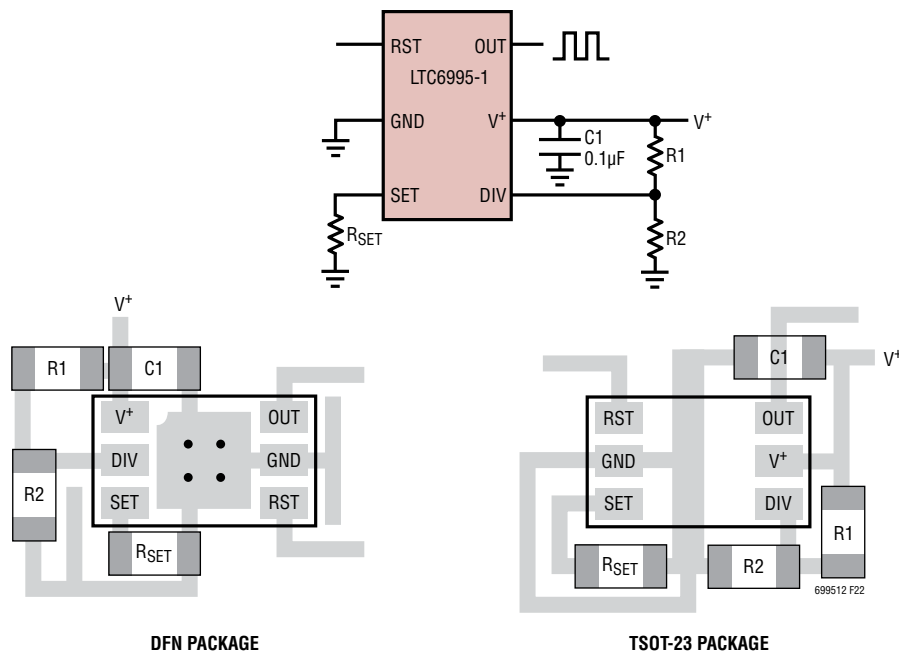 RST OUT
LTC6995-1
GND V+ V+
C1
0.1µF
R1
SET DIV
RSET
R2
V+
R1 C1
V+ OUT
DIV GND
R2
SET RST
RSET
DFN PACKAGE
C1 V+
RST OUT
GND V+
SET DIV
R1
RSET R2
699512 F22
TSOT-23 PACKAGE